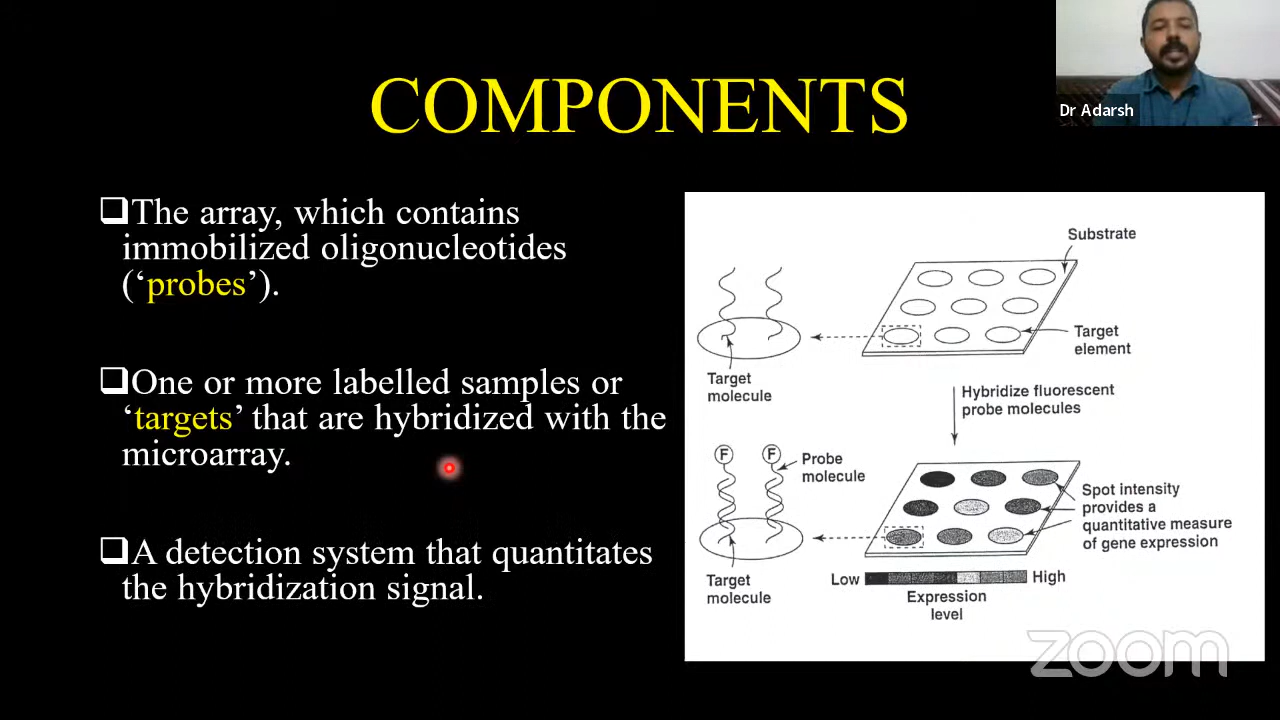 COMPONENTS
Dr Adarsh
❑The array, which contains
immobilized oligonucleotides
(‘probes’).
❑One or more labelled samples or
‘targets’ that are hybridized with the
microarray.
❑A detection system that quantitates
the hybridization signal.
Substrate
Target
element
Target
molecule
Hybridize fluorescent
probe molecules
F
F
Probe
molecule
Spot intensity
provides a
quantitative measure
of gene expression
Target
molecule
Low
High
Expression
level
zoom